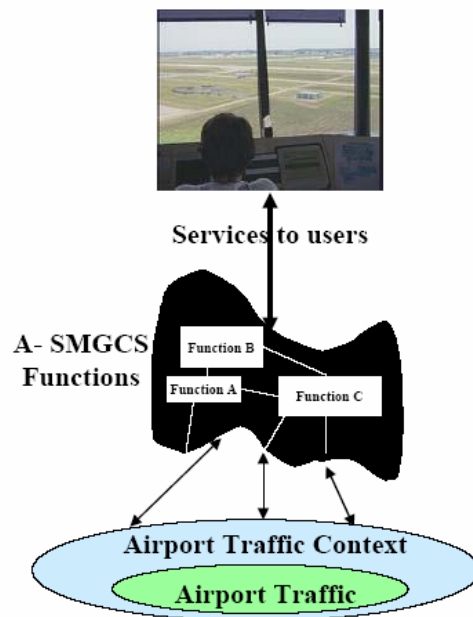 Services to users
A- SMGCS
Functions
Function B
Function A
Function C
Airport Traffic Context
Airport Traffic